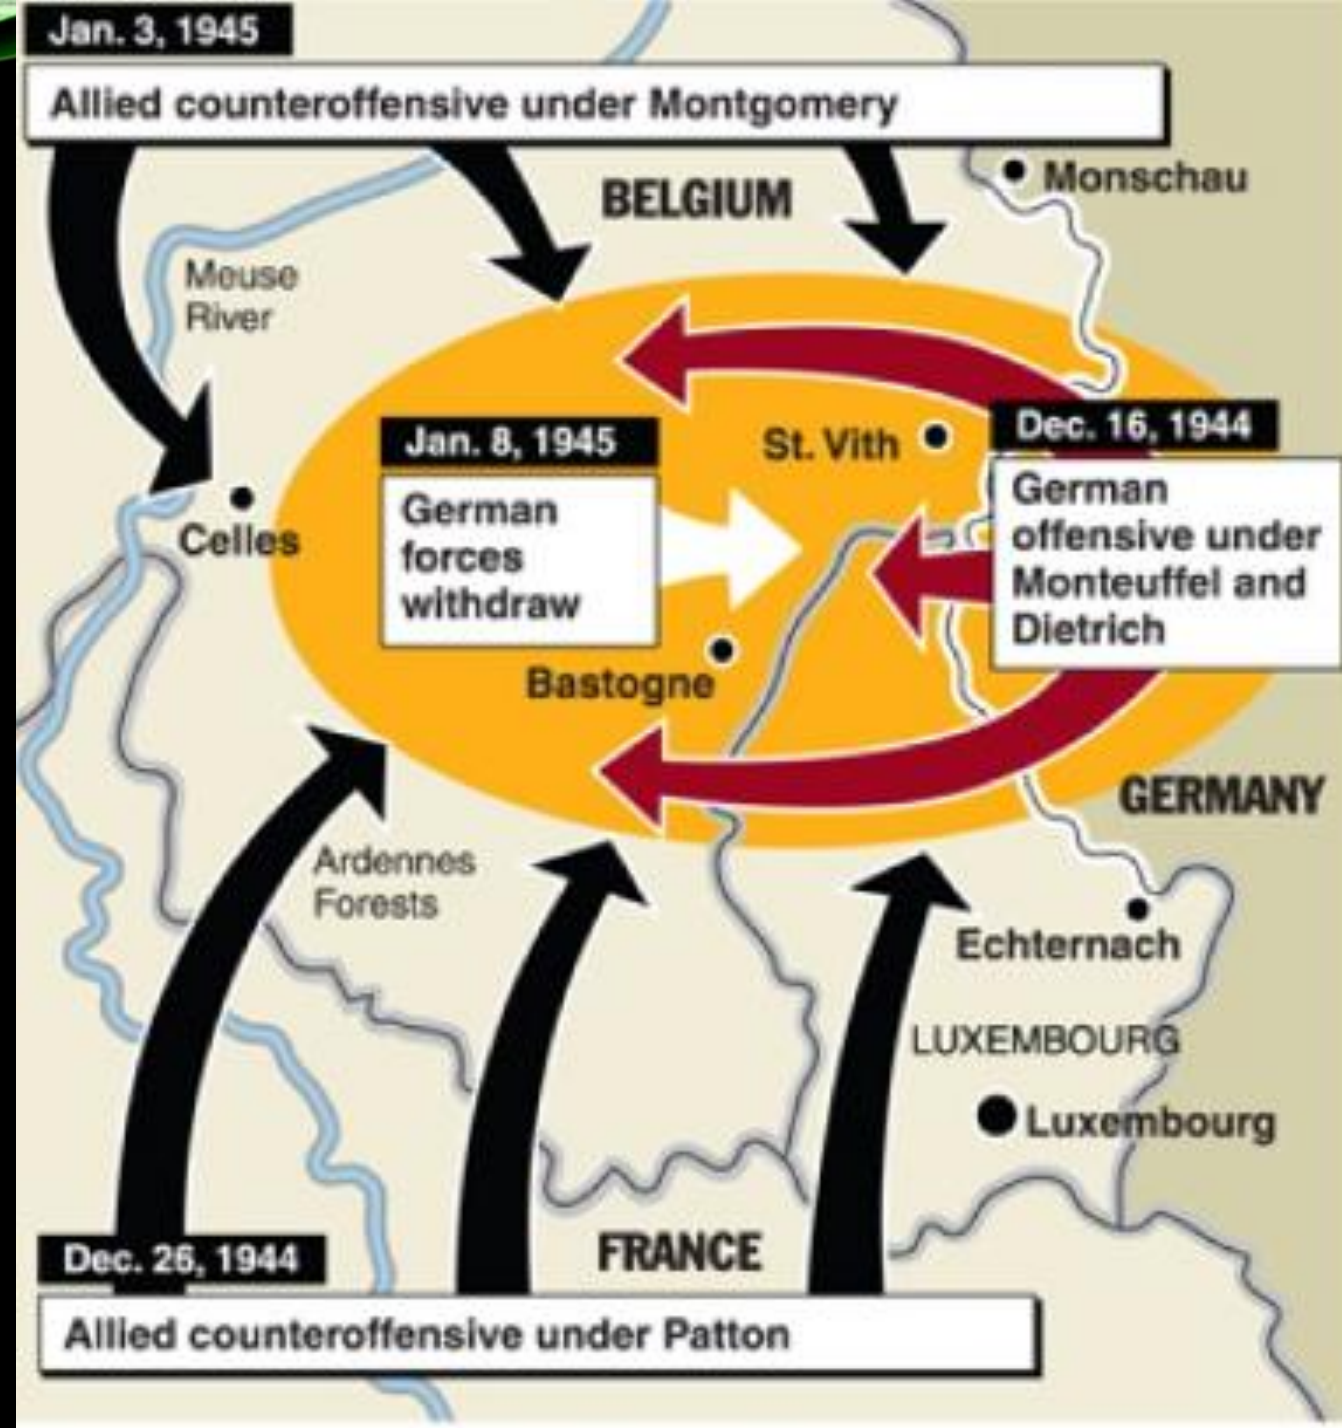 Jan. 3, 1945
Allied counteroffensive under Montgomery
BELGIUM
Monschau
Meuse
River
Jan. 8, 1945
German
forces
withdraw
St. Vith
Dec. 16, 1944
German
offensive under
Monteuffel and
Dietrich
Celles
Bastogne
GERMANY
Ardennes
Forests
Echternach
LUXEMBOURG
Luxembourg
FRANCE
Dec. 26, 1944
Allied counteroffensive under Patton